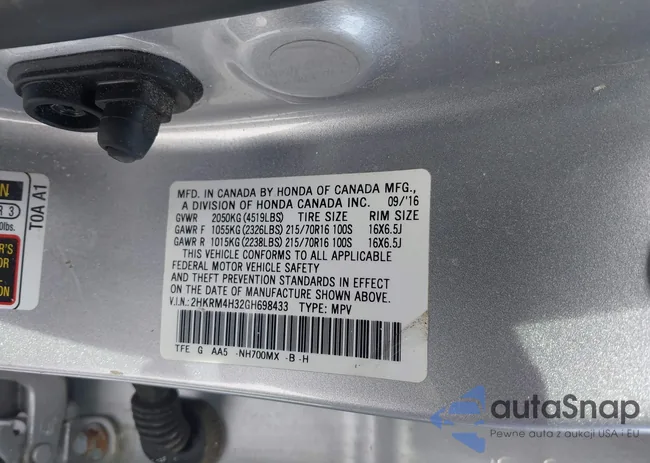 MFD. IN CANADA BY HONDA OF CANADA MFG.,
A DIVISION OF HONDA CANADA INC. 09/'16
GVWR 2050KG (4519LBS) TIRE SIZE RIM SIZE
GAWR F 1055KG (2326LBS) 215/70R16 100S 16X6.5J
GAWR R 1015KG (2238LBS) 215/70R16 100S 16X6.5J
THIS VEHICLE CONFORMS TO ALL APPLICABLE
FEDERAL MOTOR VEHICLE SAFETY
AND THEFT PREVENTION STANDARDS IN EFFECT
ON THE DATE OF MANUFACTURE SHOWN ABOVE.
V.I.N.: 2HKRM4H32GH698433 TYPE: MPV
TFE G AA5 -NH700MX -B -H
T0A A1
R 3
autaSnap
Pewne auta z aukcji USA i EU